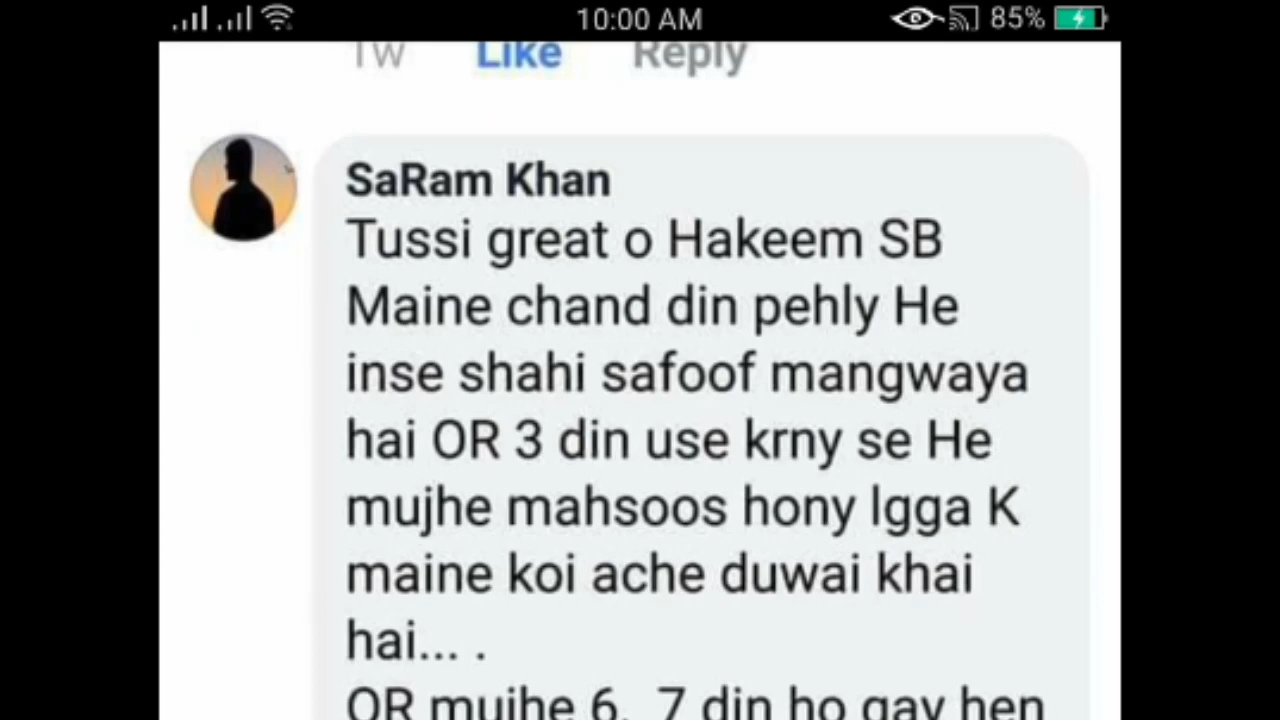 10:00 AM
85%
1W Like Reply
SaRam Khan
Tussi great o Hakeem SB
Maine chand din pehly He
inse shahi safoof mangwaya
hai OR 3 din use krny se He
mujhe mahsoos hony lgga K
maine koi ache duwai khai
hai... .
OR mujhe 6, 7 din ho gay hen